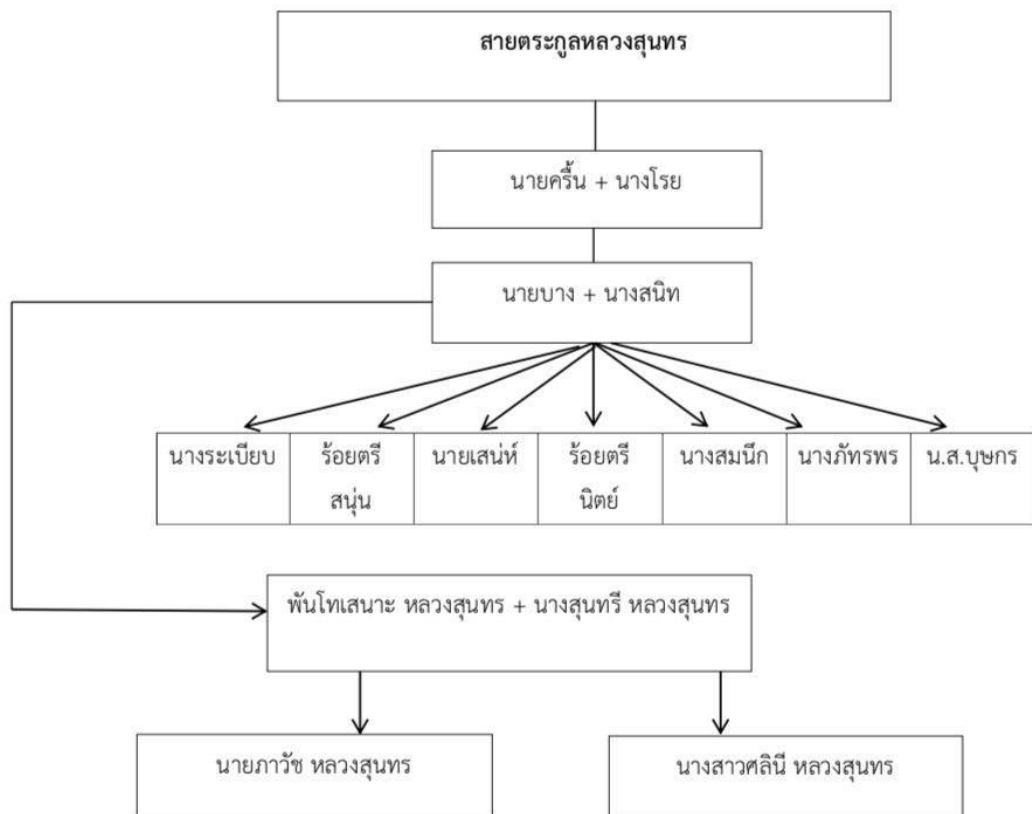 สายตระกูลหลวงสุนทร
นายครื้น + นางโรย
นายบาง + นางสนิท
นางระเบียบ
ร้อยตรี
สนุ่น
นายเสน่ห์
ร้อยตรี
นิตย์
นางสมนึก
นางภัทรพร
น.ส.บุษกร
พันโทเสนาะ หลวงสุนทร + นางสุนทรี หลวงสุนทร
นายภาวัช หลวงสุนทร
นางสาวศลินี หลวงสุนทร